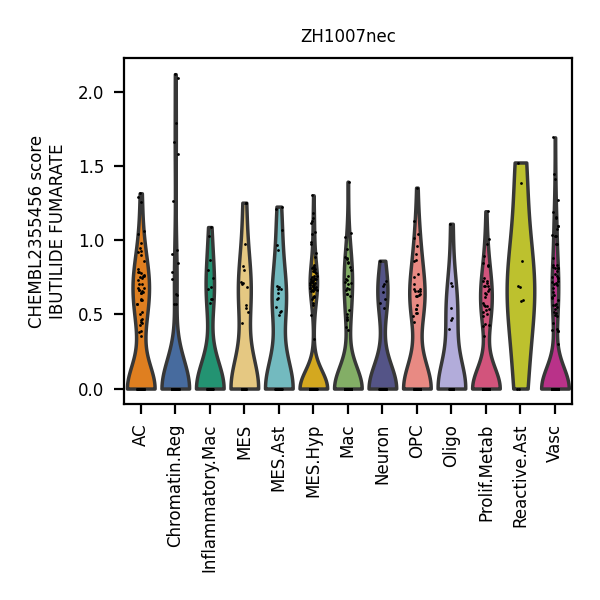 ZH1007nec
CHEMBL2355456 score
IBUTILIDE FUMARATE
2.0
1.5
1.0
0.5
0.0
AC
Chromatin.Reg
Inflammatory.Mac
MES
MES.Ast
MES.Hyp
Mac
Neuron
OPC
Oligo
Prolif.Metab
Reactive.Ast
Vasc